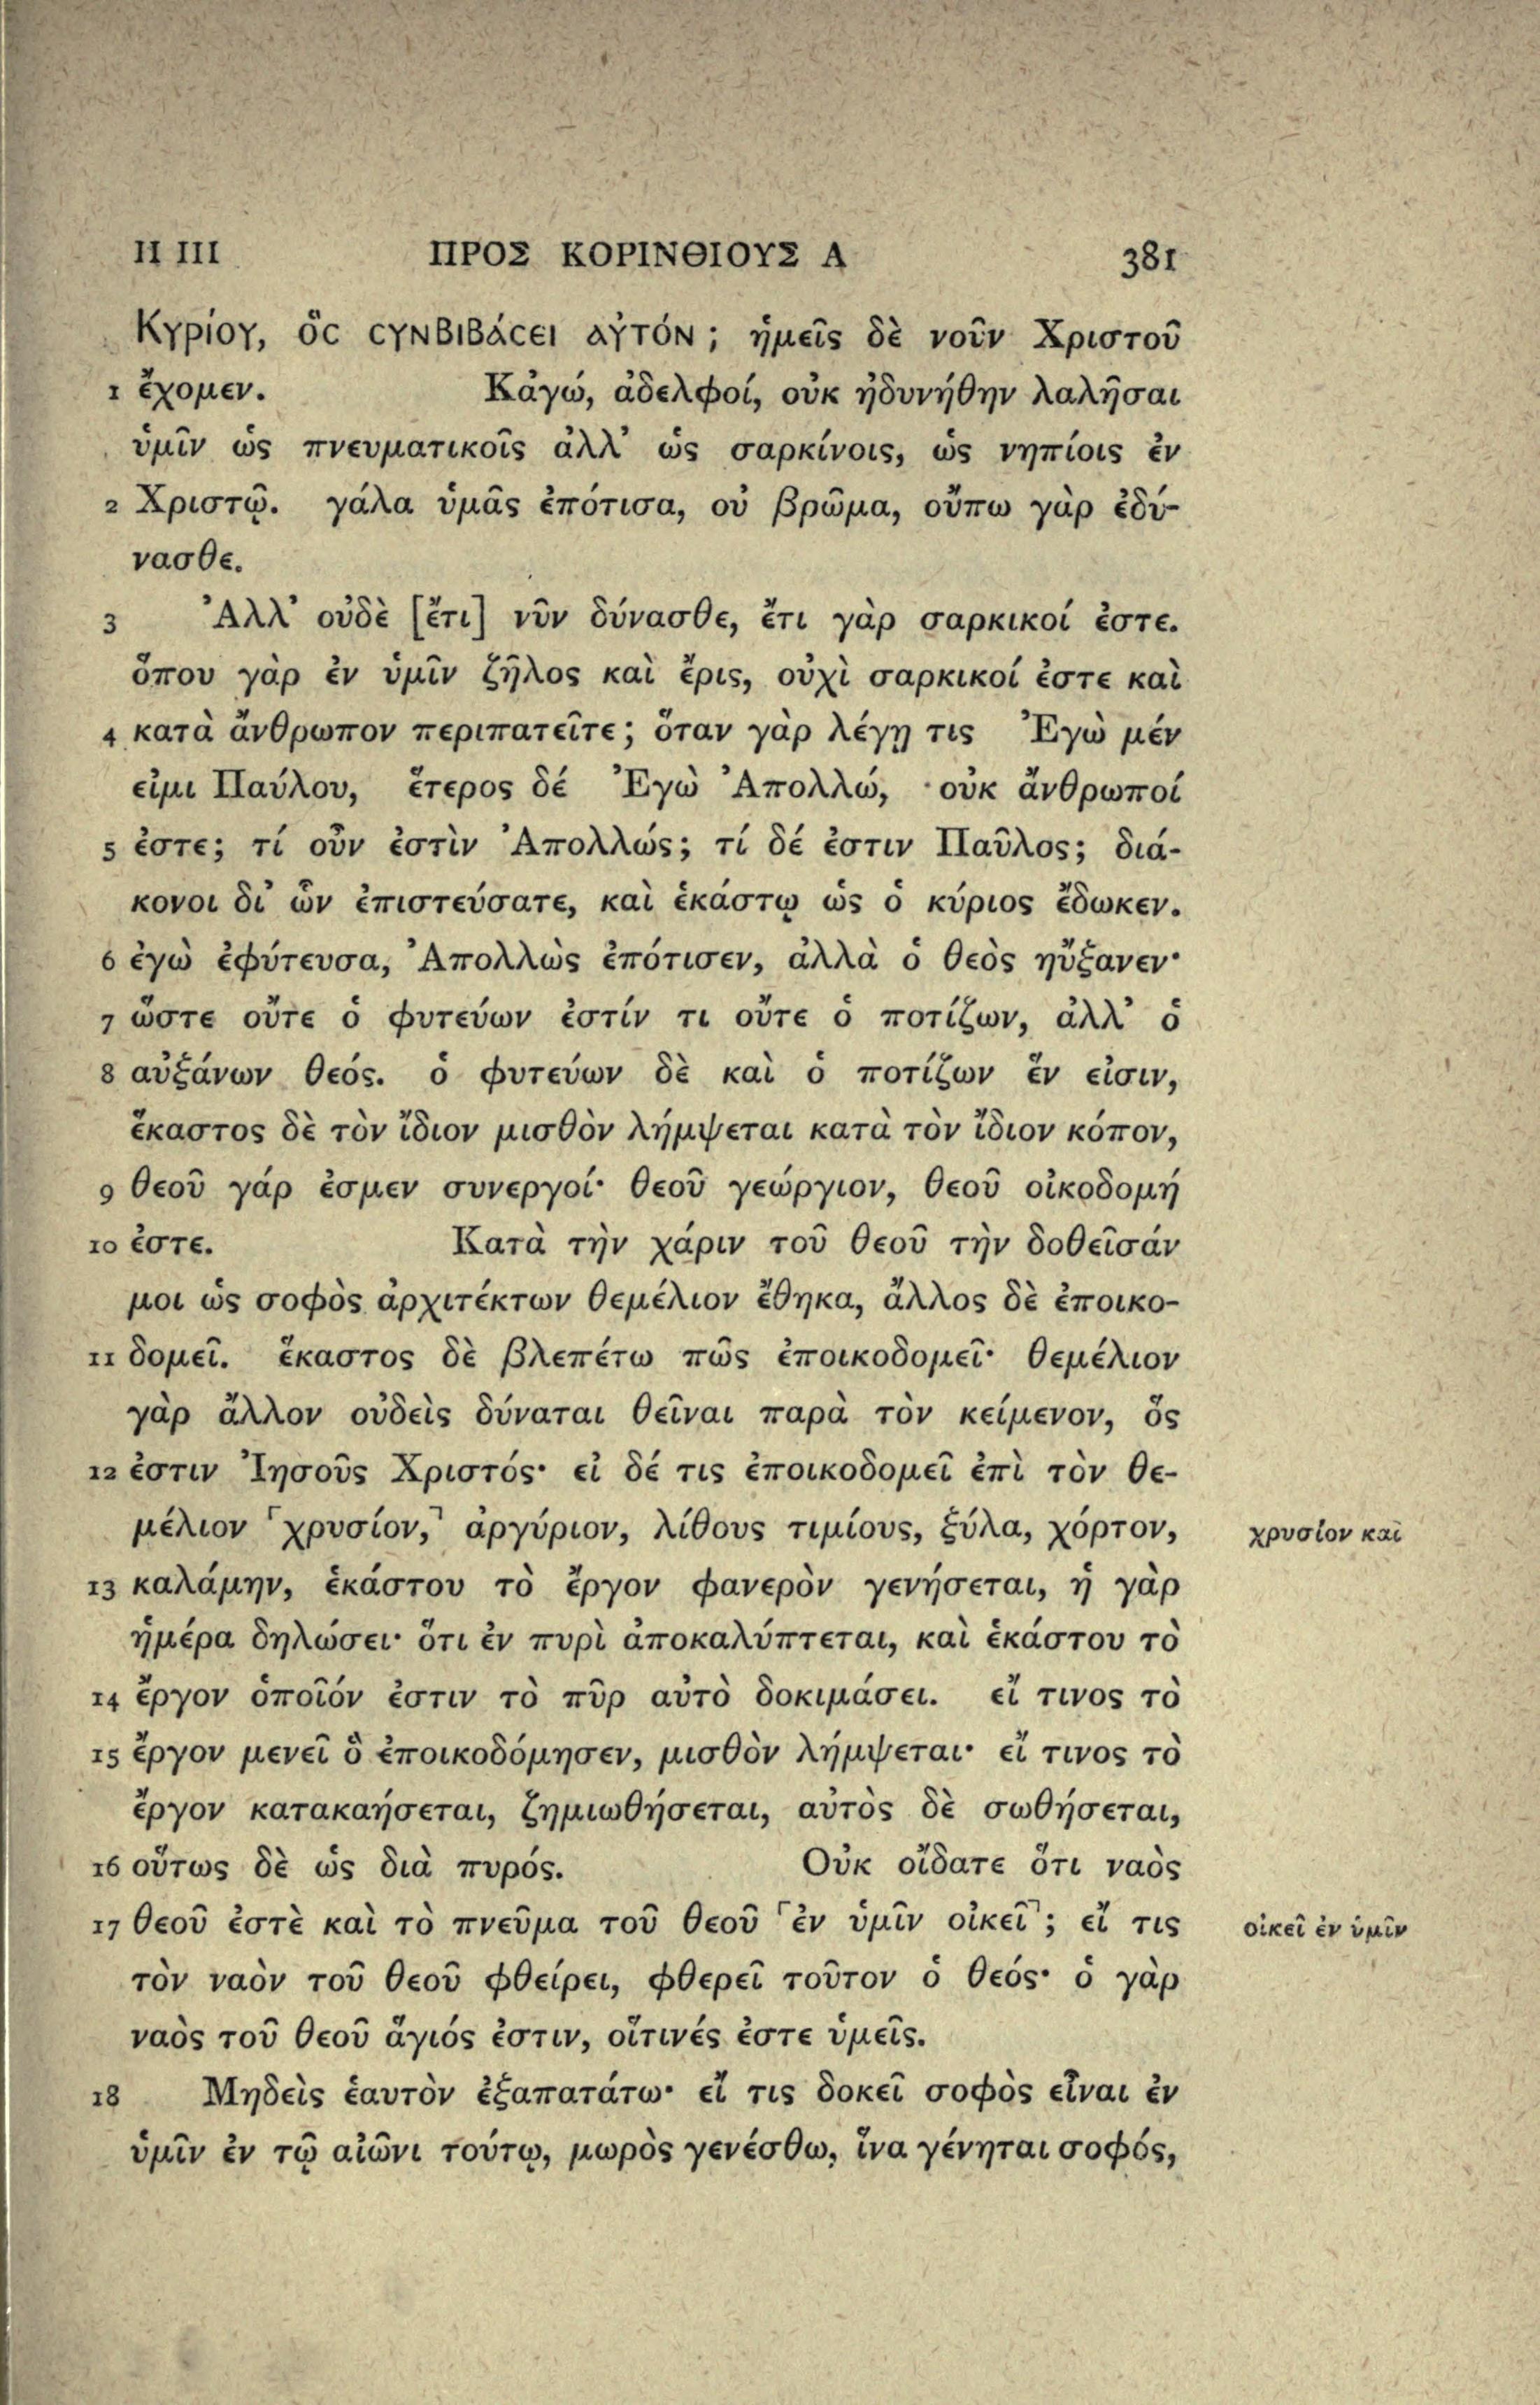 II III ΠΡΟΣ ΚΟΡΙΝΘΙΟΥΣ Α 381
Κυρίου, ὃς συνβιβάσει αὐτόν; ἡμεῖς δὲ νοῦν Χριστοῦ
1 ἔχομεν. Κἀγώ, ἀδελφοί, οὐκ ἠδυνήθην λαλῆσαι
ὑμῖν ὡς πνευματικοῖς ἀλλ’ ὡς σαρκίνοις, ὡς νηπίοις ἐν
2 Χριστῷ. γάλα ὑμᾶς ἐπότισα, οὐ βρῶμα, οὔπω γὰρ ἐδύ-
νασθε.
3 Ἀλλ’ οὐδὲ [ἔτι] νῦν δύνασθε, ἔτι γὰρ σαρκικοί ἐστε.
ὅπου γὰρ ἐν ὑμῖν ζῆλος καὶ ἔρις, οὐχὶ σαρκικοί ἐστε καὶ
4 κατὰ ἄνθρωπον περιπατεῖτε; ὅταν γὰρ λέγῃ τις Ἐγὼ μέν
εἰμι Παύλου, ἕτερος δέ Ἐγὼ Ἀπολλώ, οὐκ ἄνθρωποί
5 ἐστε; τί οὖν ἐστὶν Ἀπολλώς; τί δέ ἐστιν Παῦλος; διά-
κονοι δι’ ὧν ἐπιστεύσατε, καὶ ἑκάστῳ ὡς ὁ κύριος ἔδωκεν.
6 ἐγὼ ἐφύτευσα, Ἀπολλὼς ἐπότισεν, ἀλλὰ ὁ θεὸς ηὔξανεν·
7 ὥστε οὔτε ὁ φυτεύων ἐστίν τι οὔτε ὁ ποτίζων, ἀλλ’ ὁ
8 αὐξάνων θεός. ὁ φυτεύων δὲ καὶ ὁ ποτίζων ἕν εἰσιν,
ἕκαστος δὲ τὸν ἴδιον μισθὸν λήμψεται κατὰ τὸν ἴδιον κόπον,
9 θεοῦ γάρ ἐσμεν συνεργοί· θεοῦ γεώργιον, θεοῦ οἰκοδομή
10 ἐστε. Κατὰ τὴν χάριν τοῦ θεοῦ τὴν δοθεῖσάν
μοι ὡς σοφὸς ἀρχιτέκτων θεμέλιον ἔθηκα, ἄλλος δὲ ἐποικο-
11 δομεῖ. ἕκαστος δὲ βλεπέτω πῶς ἐποικοδομεῖ· θεμέλιον
γὰρ ἄλλον οὐδεὶς δύναται θεῖναι παρὰ τὸν κείμενον, ὅς
12 ἐστιν Ἰησοῦς Χριστός· εἰ δέ τις ἐποικοδομεῖ ἐπὶ τὸν θε-
μέλιον ⌜χρυσίον,⌝ ἀργύριον, λίθους τιμίους, ξύλα, χόρτον, χρυσίον καὶ
13 καλάμην, ἑκάστου τὸ ἔργον φανερὸν γενήσεται, ἡ γὰρ
ἡμέρα δηλώσει· ὅτι ἐν πυρὶ ἀποκαλύπτεται, καὶ ἑκάστου τὸ
14 ἔργον ὁποῖόν ἐστιν τὸ πῦρ αὐτὸ δοκιμάσει. εἴ τινος τὸ
15 ἔργον μενεῖ ὃ ἐποικοδόμησεν, μισθὸν λήμψεται· εἴ τινος τὸ
ἔργον κατακαήσεται, ζημιωθήσεται, αὐτὸς δὲ σωθήσεται,
16 οὕτως δὲ ὡς διὰ πυρός. Οὐκ οἴδατε ὅτι ναὸς
17 θεοῦ ἐστὲ καὶ τὸ πνεῦμα τοῦ θεοῦ ⌜ἐν ὑμῖν οἰκεῖ⌝; εἴ τις οἰκεῖ ἐν ὑμῖν
τὸν ναὸν τοῦ θεοῦ φθείρει, φθερεῖ τοῦτον ὁ θεός· ὁ γὰρ
ναὸς τοῦ θεοῦ ἅγιός ἐστιν, οἵτινές ἐστε ὑμεῖς.
18 Μηδεὶς ἑαυτὸν ἐξαπατάτω· εἴ τις δοκεῖ σοφὸς εἶναι ἐν
ὑμῖν ἐν τῷ αἰῶνι τούτῳ, μωρὸς γενέσθω, ἵνα γένηται σοφός,